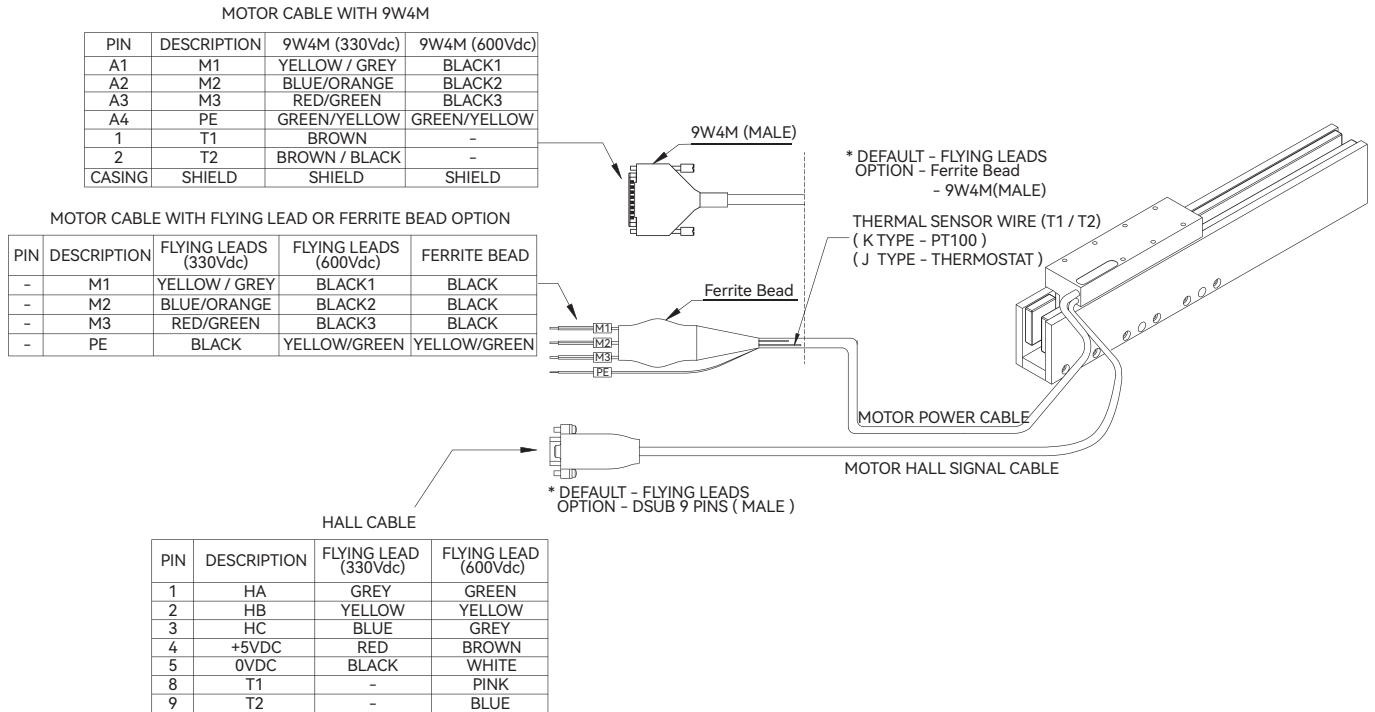 MOTOR CABLE WITH 9W4M
PIN DESCRIPTION 9W4M (330Vdc) 9W4M (600Vdc)
A1 M1 YELLOW / GREY BLACK1
A2 M2 BLUE/ORANGE BLACK2
A3 M3 RED/GREEN BLACK3
A4 PE GREEN/YELLOW GREEN/YELLOW
1 T1 BROWN -
2 T2 BROWN / BLACK -
CASING SHIELD SHIELD SHIELD
9W4M (MALE)
* DEFAULT - FLYING LEADS
OPTION - Ferrite Bead
- 9W4M(MALE)
THERMAL SENSOR WIRE (T1 / T2)
( K TYPE - PT100 )
( J TYPE - THERMOSTAT )
MOTOR CABLE WITH FLYING LEAD OR FERRITE BEAD OPTION
PIN DESCRIPTION FLYING LEADS (330Vdc) FLYING LEADS (600Vdc) FERRITE BEAD
- M1 YELLOW / GREY BLACK1 BLACK
- M2 BLUE/ORANGE BLACK2 BLACK
- M3 RED/GREEN BLACK3 BLACK
- PE BLACK YELLOW/GREEN YELLOW/GREEN
Ferrite Bead
M1
M2
M3
PE
MOTOR POWER CABLE
MOTOR HALL SIGNAL CABLE
* DEFAULT - FLYING LEADS
OPTION - DSUB 9 PINS ( MALE )
HALL CABLE
PIN DESCRIPTION FLYING LEAD (330Vdc) FLYING LEAD (600Vdc)
1 HA GREY GREEN
2 HB YELLOW YELLOW
3 HC BLUE GREY
4 +5VDC RED BROWN
5 0VDC BLACK WHITE
8 T1 - PINK
9 T2 - BLUE